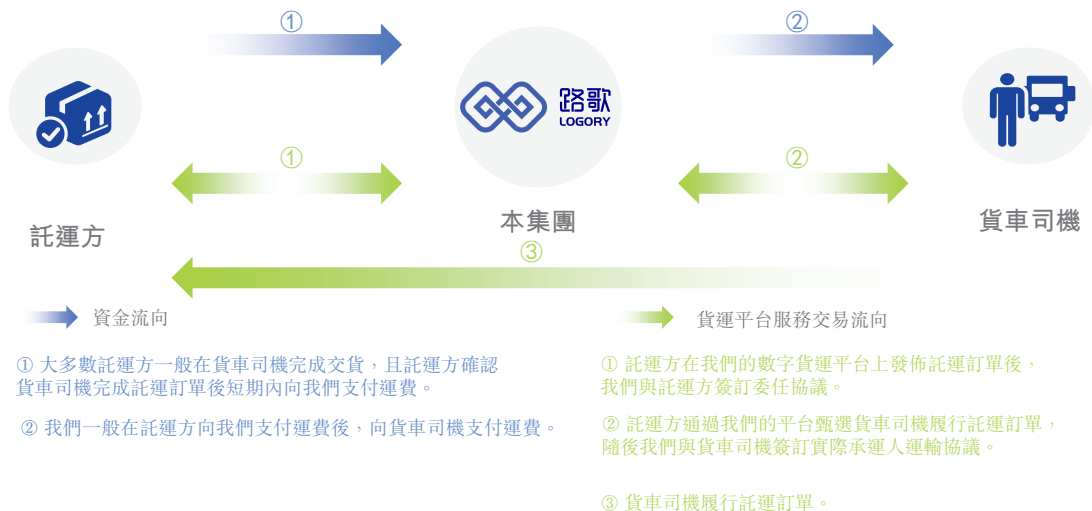 ①
②
路歌
LOGORY
①
②
託運方
本集團
貨車司機
③
資金流向
貨運平台服務交易流向
① 大多數託運方一般在貨車司機完成交貨，且託運方確認
貨車司機完成託運訂單後短期內向我們支付運費。
② 我們一般在託運方向我們支付運費後，向貨車司機支付運費。
① 託運方在我們的數字貨運平台上發佈託運訂單後，
我們與託運方簽訂委任協議。
② 託運方通過我們的平台甄選貨車司機履行託運訂單，
隨後我們與貨車司機簽訂實際承運人運輸協議。
③ 貨車司機履行託運訂單。